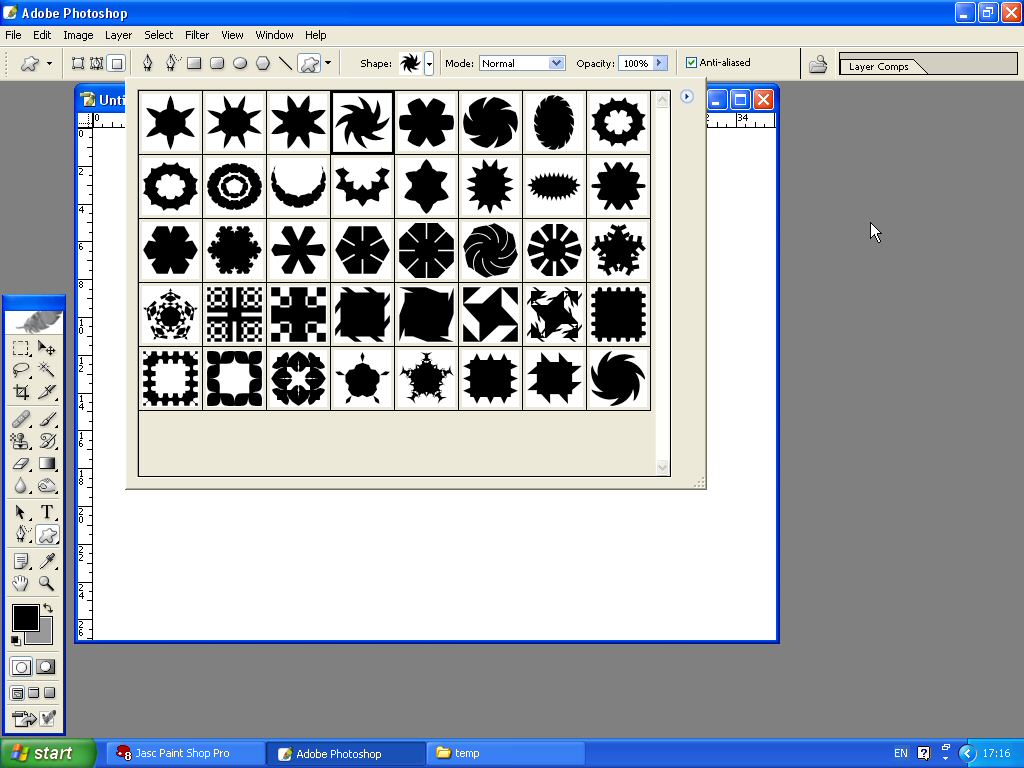 Adobe Photoshop
File Edit Image Layer Select Filter View Window Help
Shape: Mode: Normal Opacity: 100% Anti-aliased Layer Comps
Unti
0 34
0
2
4
6
8
10
12
14
16
18
20
22
24
26
T
start 8 Jasc Paint Shop Pro Adobe Photoshop temp EN ? 17:16